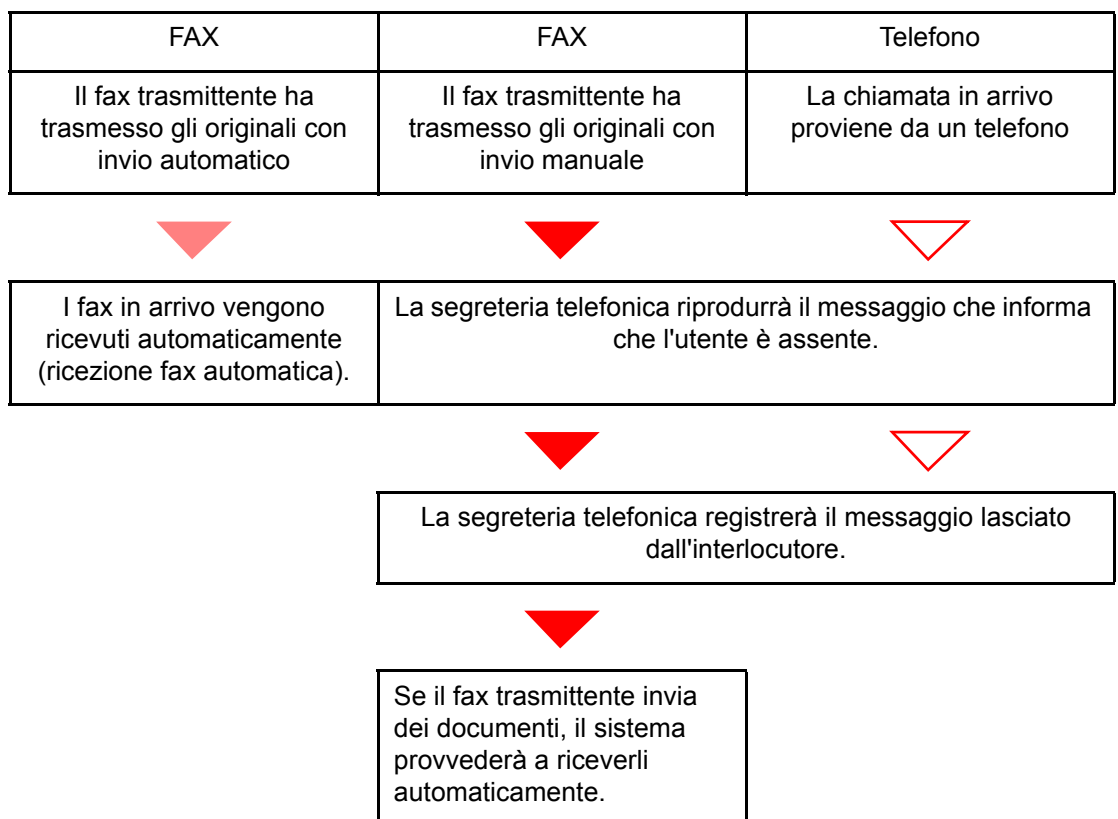 FAX
FAX
Telefono
Il fax trasmittente ha
trasmesso gli originali con
invio automatico
Il fax trasmittente ha
trasmesso gli originali con
invio manuale
La chiamata in arrivo
proviene da un telefono
I fax in arrivo vengono
ricevuti automaticamente
(ricezione fax automatica).
La segreteria telefonica riprodurrà il messaggio che informa
che l'utente è assente.
La segreteria telefonica registrerà il messaggio lasciato
dall'interlocutore.
Se il fax trasmittente invia
dei documenti, il sistema
provvederà a riceverli
automaticamente.